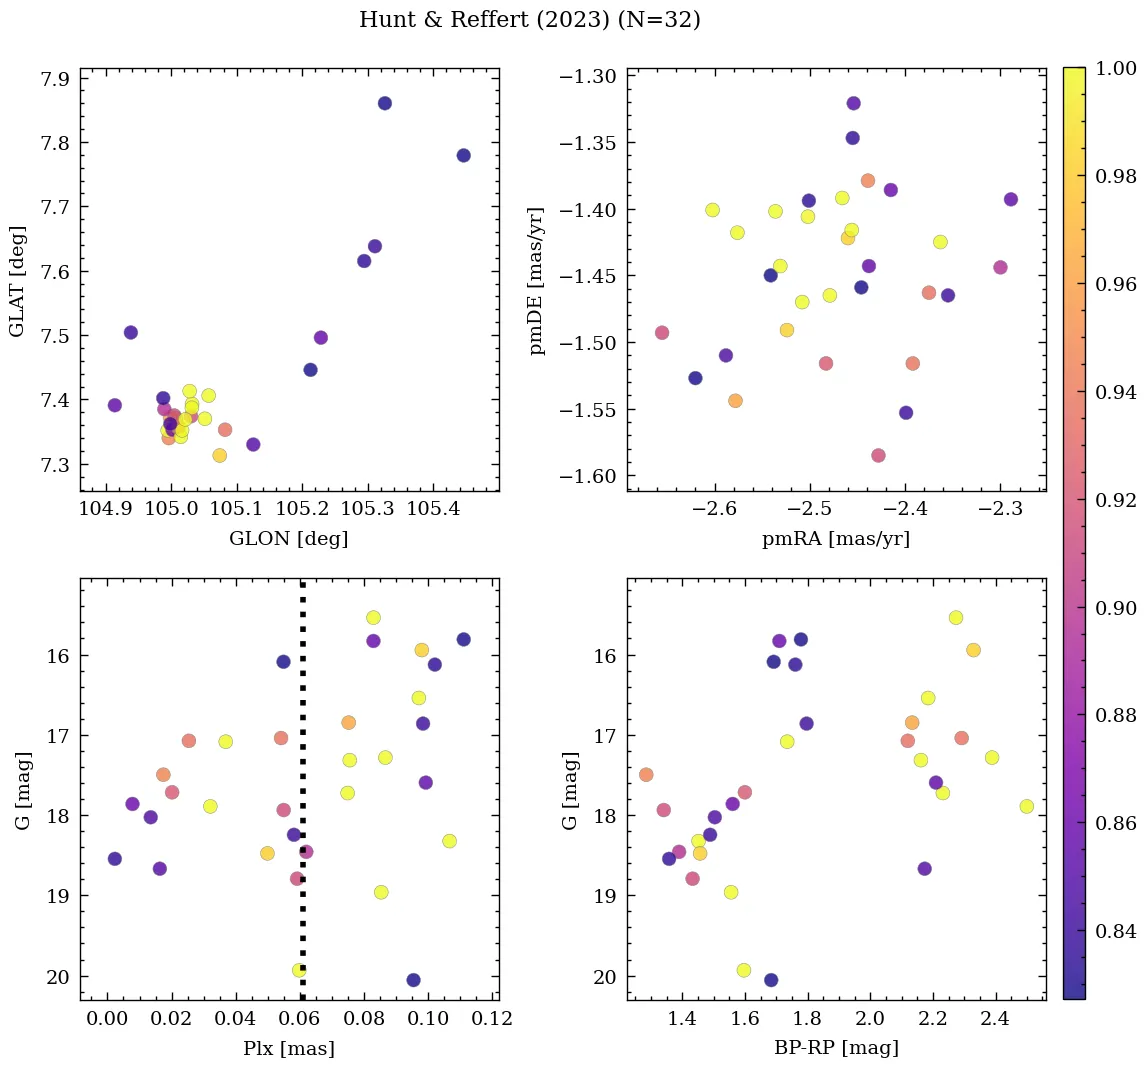 Hunt & Reffert (2023) (N=32)
7.9
7.8
7.7
7.6
7.5
7.4
7.3
GLAT [deg]
104.9 105.0 105.1 105.2 105.3 105.4
GLON [deg]
−1.30
−1.35
−1.40
−1.45
−1.50
−1.55
−1.60
pmDE [mas/yr]
−2.6 −2.5 −2.4 −2.3
pmRA [mas/yr]
16
17
18
19
20
G [mag]
0.00 0.02 0.04 0.06 0.08 0.10 0.12
Plx [mas]
16
17
18
19
20
G [mag]
1.4 1.6 1.8 2.0 2.2 2.4
BP-RP [mag]
1.00
0.98
0.96
0.94
0.92
0.90
0.88
0.86
0.84